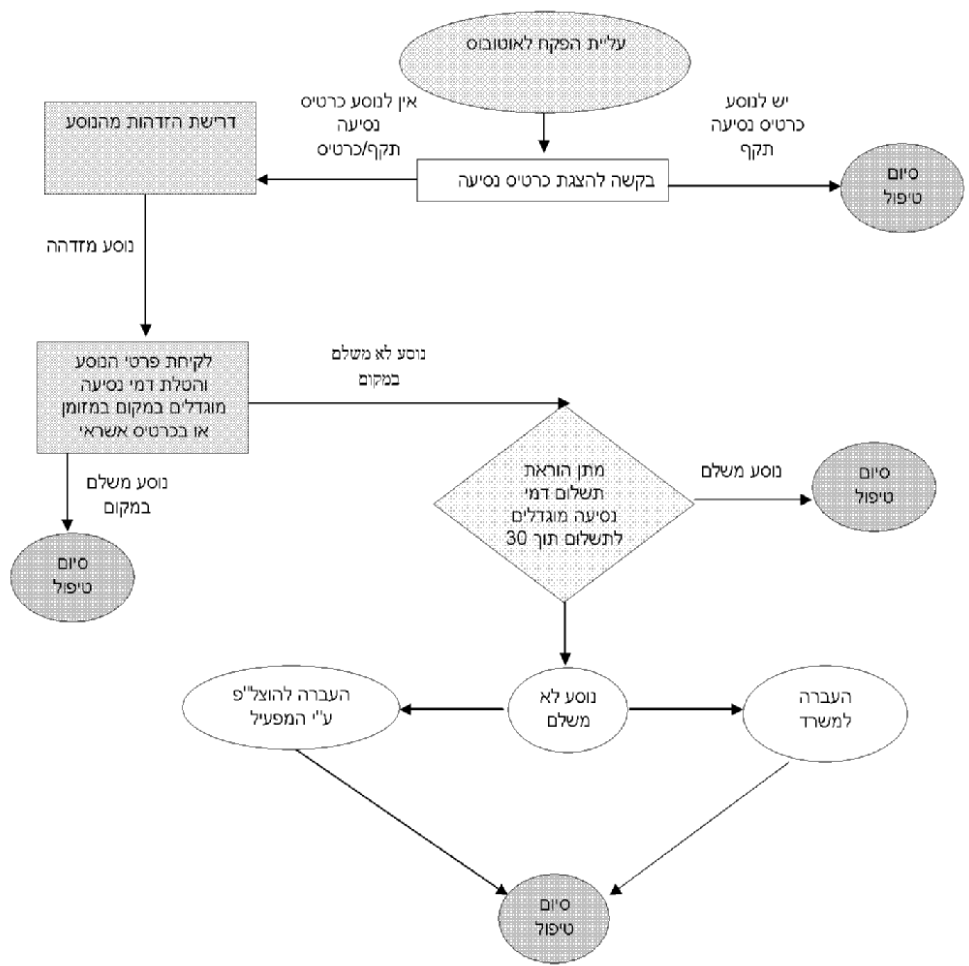 עליית הפקח לאוטובוס
יש לנוסע
כרטיס נסיעה
תקף
אין לנוסע כרטיס
נסיעה
תקף/כרטיס
דרישת הזדהות מהנוסע
בקשה להצגת כרטיס נסיעה
סיום
טיפול
נוסע מזדהה
לקיחת פרטי הנוסע
והטלת דמי נסיעה
מוגדלים במקום במזומן
או בכרטיס אשראי
נוסע לא משלם
במקום
נוסע משלם
במקום
סיום
טיפול
מתן הוראת
תשלום דמי
נסיעה מוגדלים
לתשלום תוך 30
נוסע משלם
סיום
טיפול
נוסע לא
משלם
העברה
למשרד
העברה להוצל"פ
ע"י המפעיל
סיום
טיפול